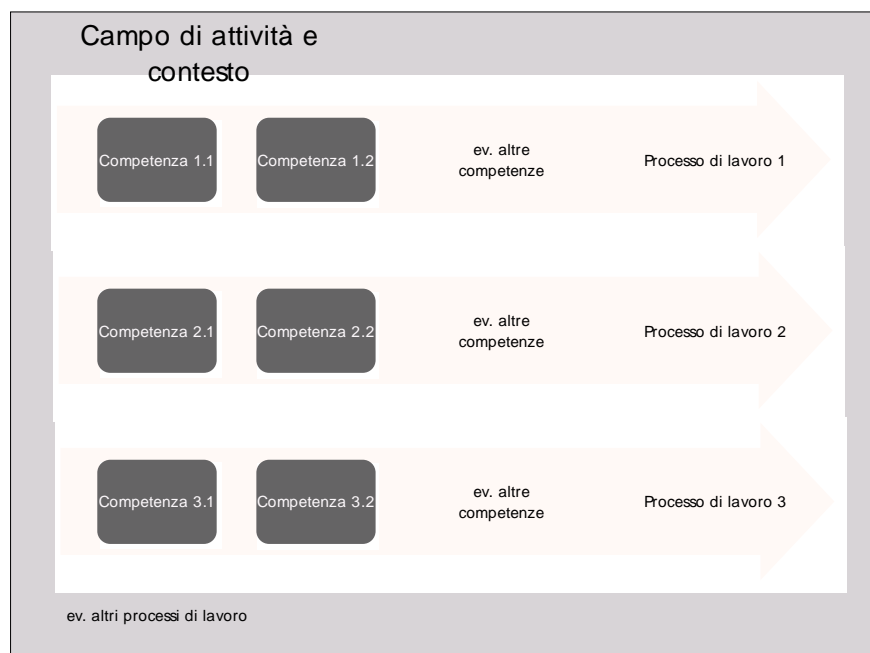 Campo di attività e
contesto
Competenza 1.1
Competenza 1.2
ev. altre
competenze
Processo di lavoro 1
Competenza 2.1
Competenza 2.2
ev. altre
competenze
Processo di lavoro 2
Competenza 3.1
Competenza 3.2
ev. altre
competenze
Processo di lavoro 3
ev. altri processi di lavoro